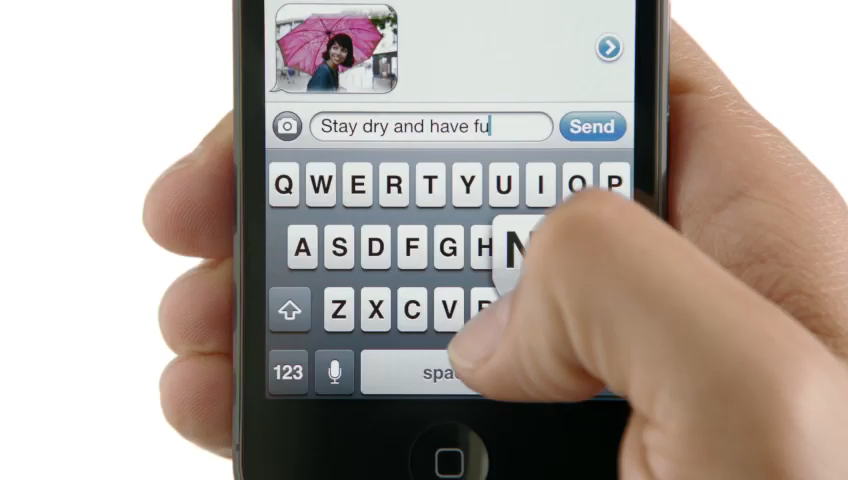 Stay dry and have fu
Send
Q W E R T Y U I O P
A S D F G H N
Z X C V
123
spa